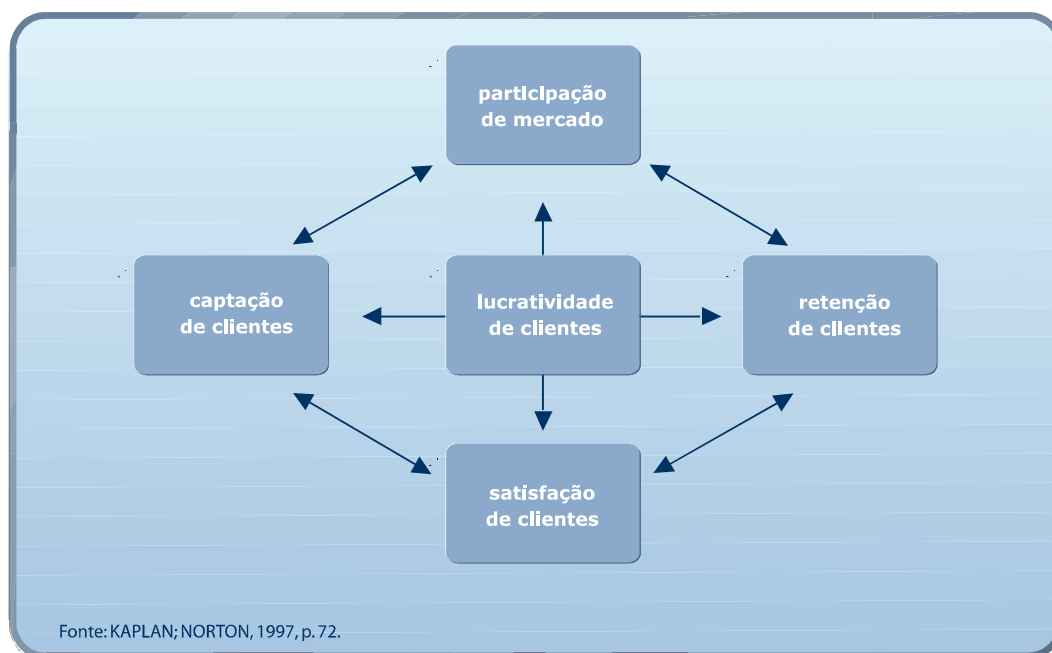 participação
de mercado
captação
de clientes
lucratividade
de clientes
retenção
de clientes
satisfação
de clientes
Fonte: KAPLAN; NORTON, 1997, p. 72.